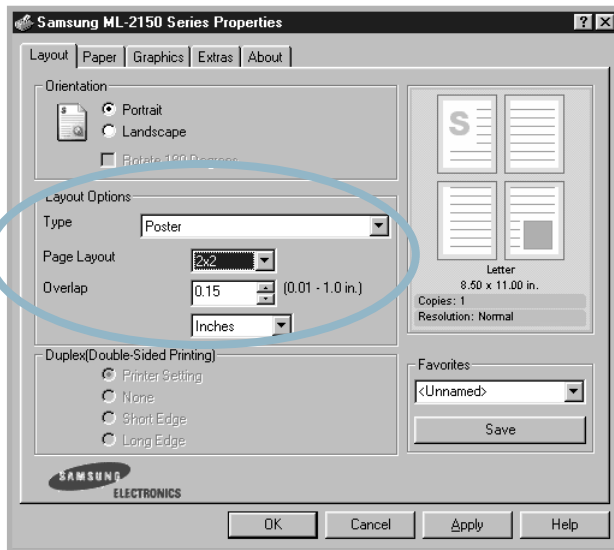 Samsung ML-2150 Series Properties
Layout Paper Graphics Extras About
Orientation
Portrait
Landscape
Rotate 180 Degrees
Layout Options
Type Poster
Page Layout 2x2
Overlap 0.15 (0.01 - 1.0 in.)
Inches
Duplex(Double-Sided Printing)
Printer Setting
None
Short Edge
Long Edge
S
S
Letter
8.50 x 11.00 in.
Copies: 1
Resolution: Normal
Favorites
<Unnamed>
Save
SAMSUNG
ELECTRONICS
OK Cancel Apply Help